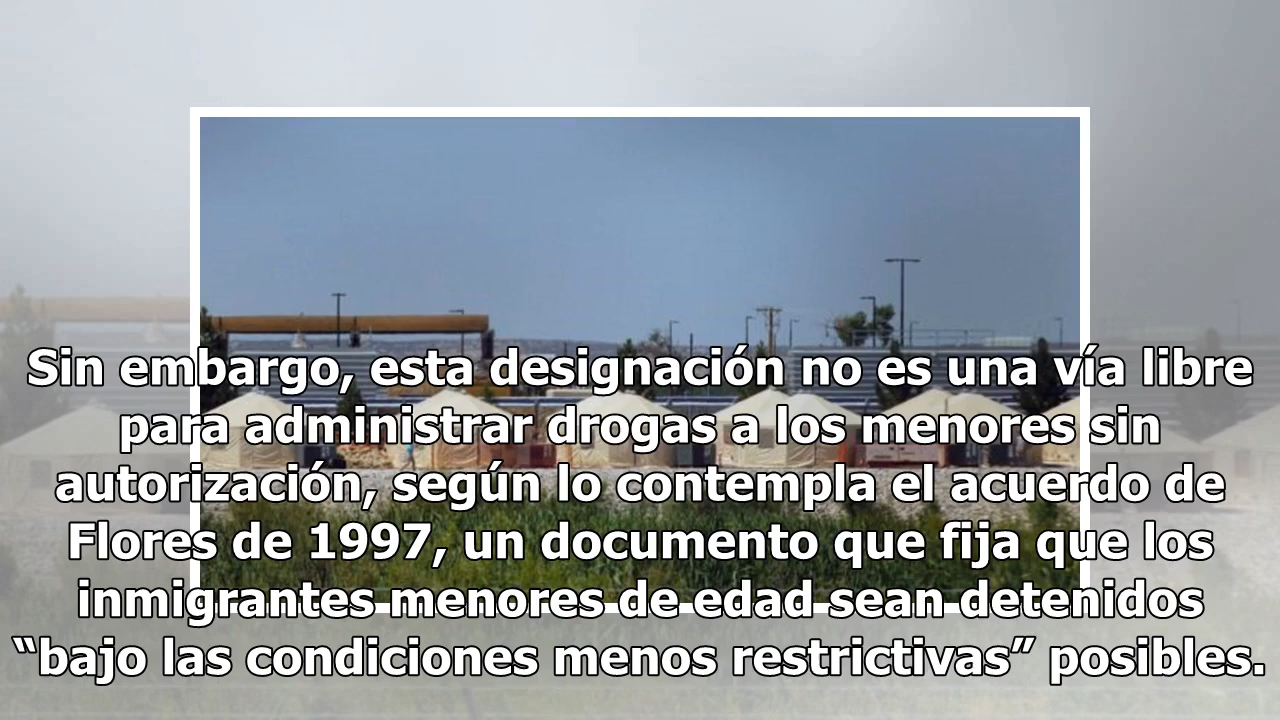 Sin embargo, esta designación no es una vía libre
para administrar drogas a los menores sin
autorización, según lo contempla el acuerdo de
Flores de 1997, un documento que fija que los
inmigrantes menores de edad sean detenidos
“bajo las condiciones menos restrictivas” posibles.